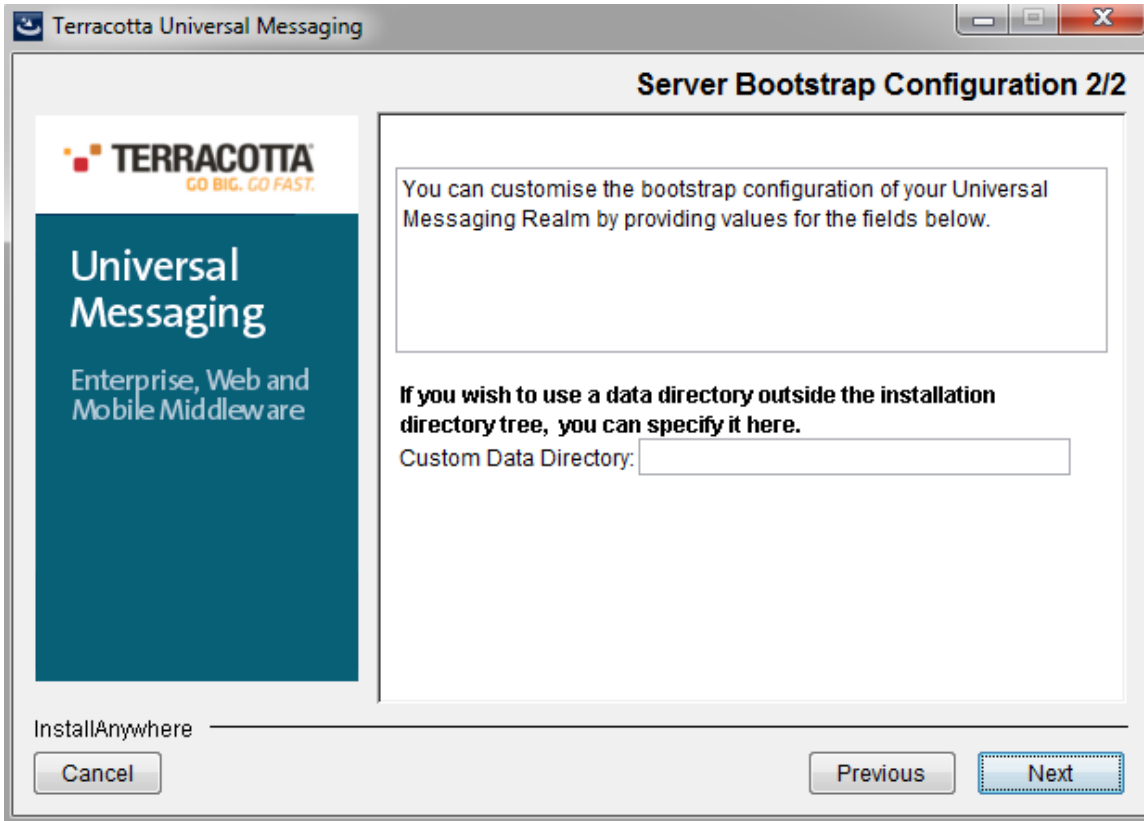 Terracotta Universal Messaging
Server Bootstrap Configuration 2/2
TERRACOTTA
GO BIG. GO FAST.
Universal
Messaging
Enterprise, Web and
Mobile Middleware
You can customise the bootstrap configuration of your Universal
Messaging Realm by providing values for the fields below.
If you wish to use a data directory outside the installation
directory tree, you can specify it here.
Custom Data Directory:
InstallAnywhere
Cancel
Previous
Next